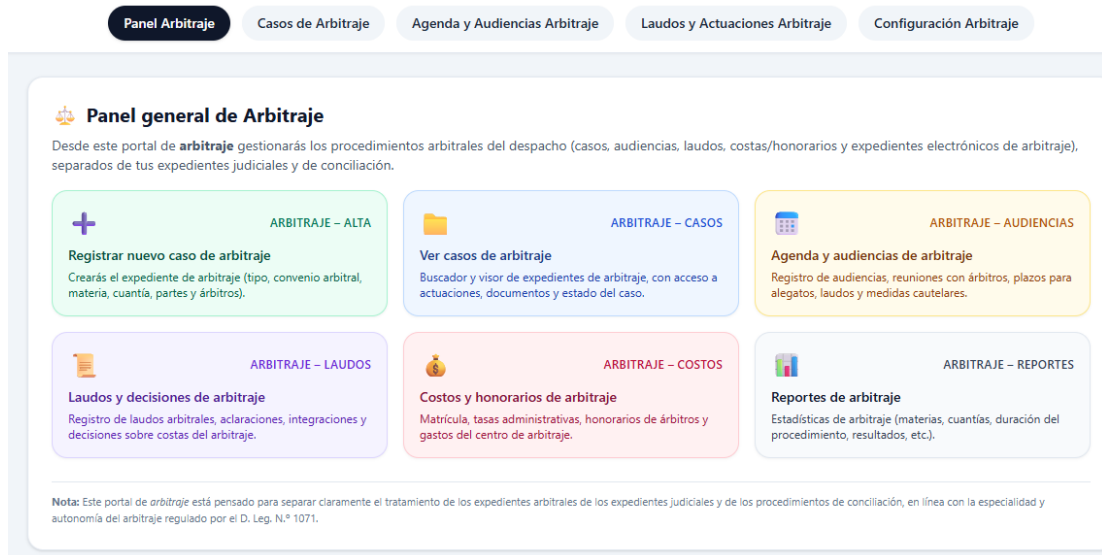 Panel Arbitraje
Casos de Arbitraje
Agenda y Audiencias Arbitraje
Laudos y Actuaciones Arbitraje
Configuración Arbitraje
Panel general de Arbitraje
Desde este portal de arbitraje gestionarás los procedimientos arbitrales del despacho (casos, audiencias, laudos, costas/honorarios y expedientes electrónicos de arbitraje),
separados de tus expedientes judiciales y de conciliación.
ARBITRAJE – ALTA
Registrar nuevo caso de arbitraje
Crearás el expediente de arbitraje (tipo, convenio arbitral,
materia, cuantía, partes y árbitros).
ARBITRAJE – CASOS
Ver casos de arbitraje
Buscador y visor de expedientes de arbitraje, con acceso a
actuaciones, documentos y estado del caso.
ARBITRAJE – AUDIENCIAS
Agenda y audiencias de arbitraje
Registro de audiencias, reuniones con árbitros, plazos para
alegatos, laudos y medidas cautelares.
ARBITRAJE – LAUDOS
Laudos y decisiones de arbitraje
Registro de laudos arbitrales, aclaraciones, integraciones y
decisiones sobre costas del arbitraje.
ARBITRAJE – COSTOS
Costos y honorarios de arbitraje
Matrícula, tasas administrativas, honorarios de árbitros y
gastos del centro de arbitraje.
ARBITRAJE – REPORTES
Reportes de arbitraje
Estadísticas de arbitraje (materias, cuantías, duración del
procedimiento, resultados, etc.).
Nota: Este portal de arbitraje está pensado para separar claramente el tratamiento de los expedientes arbitrales de los expedientes judiciales y de los procedimientos de conciliación, en línea con la especialidad y
autonomía del arbitraje regulado por el D. Leg. N.º 1071.